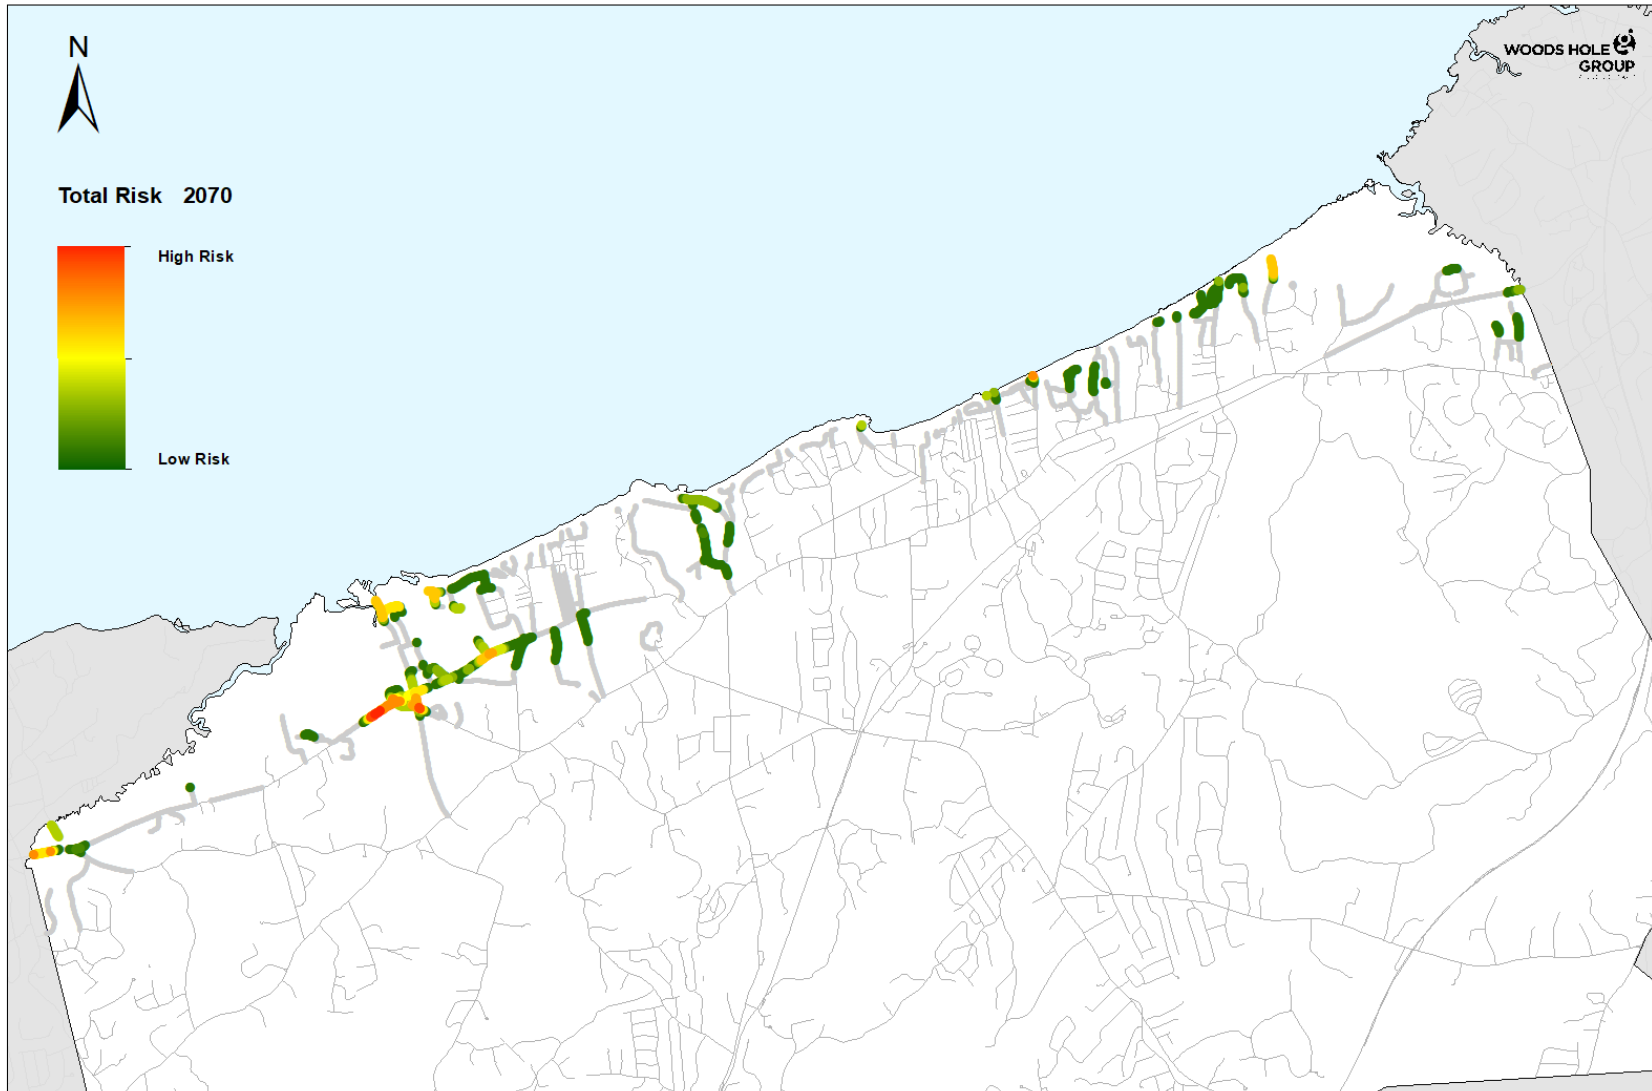 N
WOODS HOLE
GROUP
Total Risk 2070
High Risk
Low Risk